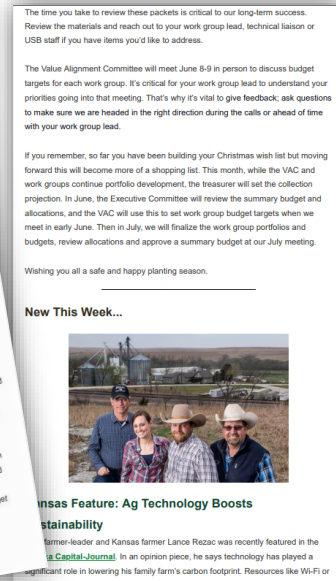 The time you take to review these packets is critical to our long-term success.
Review the materials and reach out to your work group lead, technical liaison or
USB staff if you have items you'd like to address.
The Value Alignment Committee will meet June 8-9 in person to discuss budget
targets for each work group. It's critical for your work group lead to understand your
priorities going into that meeting. That's why it's vital to give feedback; ask questions
to make sure we are headed in the right direction during the calls or ahead of time
with your work group lead.
If you remember, so far you have been building your Christmas wish list but moving
forward this will become more of a shopping list. This month, while the VAC and
work groups continue portfolio development, the treasurer will set the collection
projection. In June, the Executive Committee will review the summary budget and
allocations, and the VAC will use this to set work group budget targets when we
meet in early June. Then in July, we will finalize the work group portfolios and
budgets, review allocations and approve a summary budget at our July meeting.
Wishing you all a safe and happy planting season.
New This Week...
get
ansas Feature: Ag Technology Boosts
stainability
farmer-leader and Kansas farmer Lance Rezac was recently featured in the
Capital-Journal. In an opinion piece, he says technology has played a
significant role in lowering his family farm's carbon footprint. Resources like Wi-Fi or